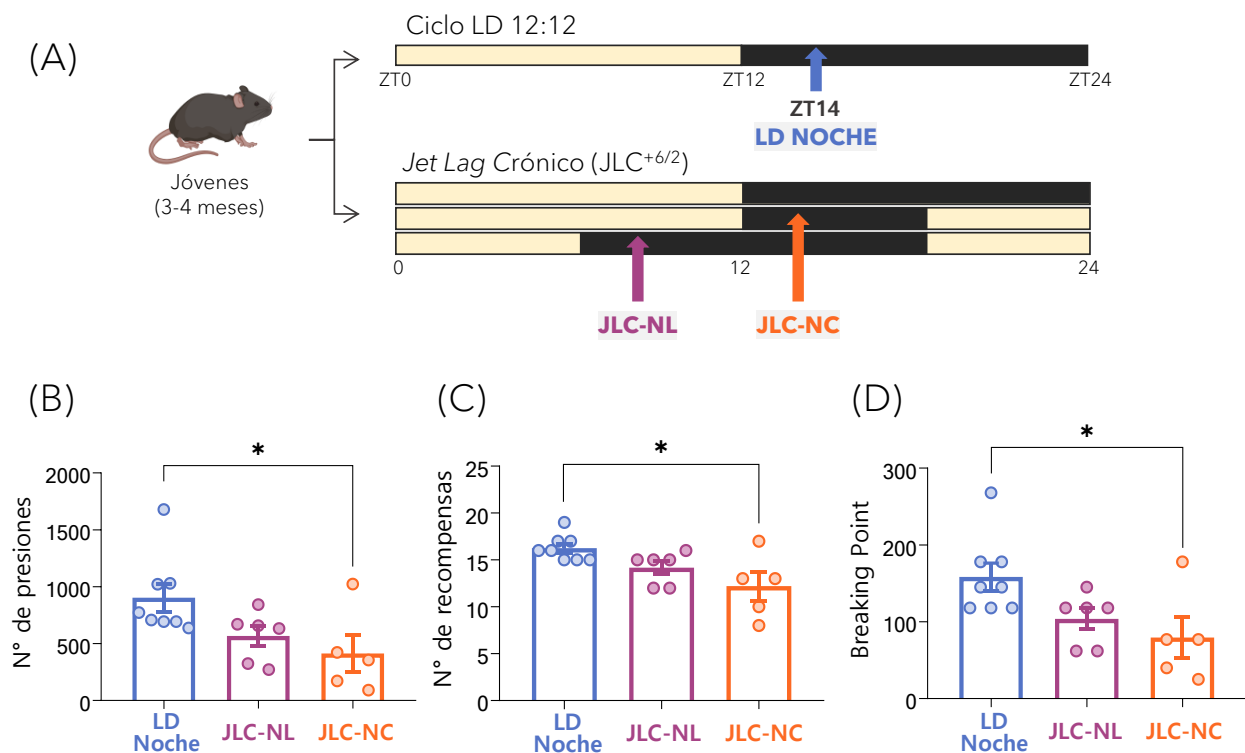 (A)
Ciclo LD 12:12
ZT0
ZT12
ZT24
ZT14
LD NOCHE
Jóvenes
(3-4 meses)
Jet Lag Crónico (JLC+6/2)
0
12
24
JLC-NL
JLC-NC
(B)
N° de presiones
2000
1500
1000
500
0
*
LD
Noche
JLC-NL
JLC-NC
(C)
N° de recompensas
25
20
15
10
5
0
*
LD
Noche
JLC-NL
JLC-NC
(D)
Breaking Point
300
200
100
0
*
LD
Noche
JLC-NL
JLC-NC